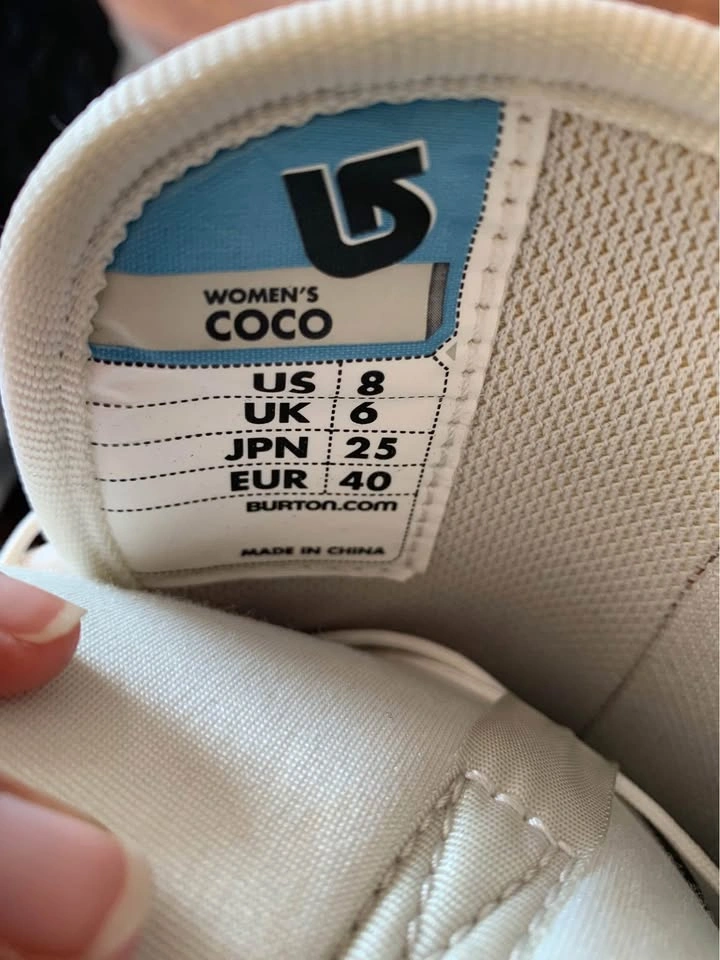 WOMEN'S
COCO
US 8
UK 6
JPN 25
EUR 40
BURTON.COM
MADE IN CHINA